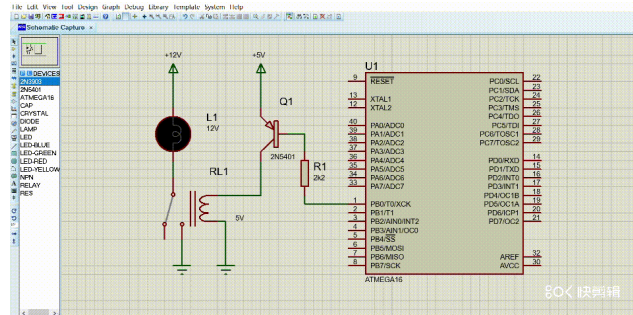 File Edit View Tool Design Graph Debug Library Template System Help
Schematic Capture ×
DEVICES
2N3903
2N5401
ATMEGA16
CAP
CRYSTAL
DIODE
LAMP
LED
LED-BLUE
LED-GREEN
LED-RED
LED-YELLOW
NPN
RELAY
RES
+12V
+5V
L1
12V
RL1
5V
Q1
2N5401
R1
2k2
U1
9 RESET PC0/SCL 22
PC1/SDA 23
13 XTAL1 PC2/TCK 24
12 XTAL2 PC3/TMS 25
PC4/TDO 26
40 PA0/ADC0 PC5/TDI 27
39 PA1/ADC1 PC6/TOSC1 28
38 PA2/ADC2 PC7/TOSC2 29
37 PA3/ADC3
36 PA4/ADC4 PD0/RXD 14
35 PA5/ADC5 PD1/TXD 15
34 PA6/ADC6 PD2/INT0 16
33 PA7/ADC7 PD3/INT1 17
PD4/OC1B 18
1 PB0/T0/XCK PD5/OC1A 19
2 PB1/T1 PD6/ICP1 20
3 PB2/AIN0/INT2 PD7/OC2 21
4 PB3/AIN1/OC0
5 PB4/SS
6 PB5/MOSI
7 PB6/MISO AREF 32
8 PB7/SCK AVCC 30
ATMEGA16
快剪辑